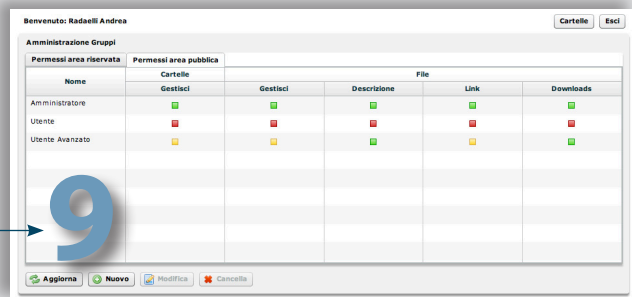 Benvenuto: Radaelli Andrea
Cartelle Esci
Amministrazione Gruppi
Permessi area riservata Permessi area pubblica
Nome Cartelle File
Gestisci Gestisci Descrizione Link Downloads
Amministratore
Utente
Utente Avanzato
9
Aggiorna Nuovo Modifica Cancella